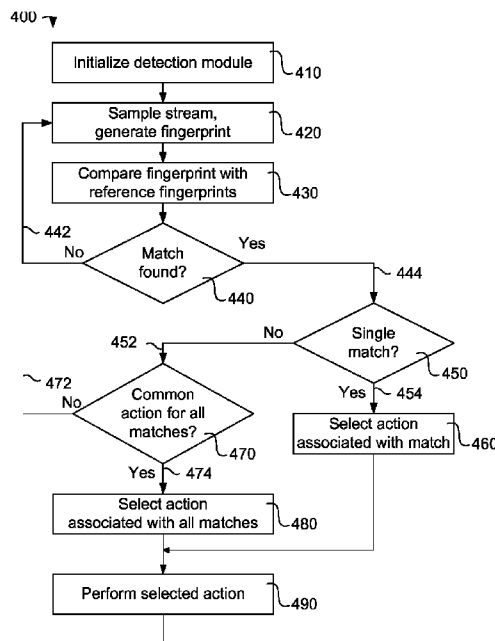 400
Initialize detection module
410
Sample stream,
generate fingerprint
420
Compare fingerprint with
reference fingerprints
430
442
No
Match
found?
Yes
440
444
452
No
Single
match?
450
472
No
Common
action for all
matches?
470
Yes
454
Select action
associated with match
460
Yes
474
Select action
associated with all matches
480
Perform selected action
490